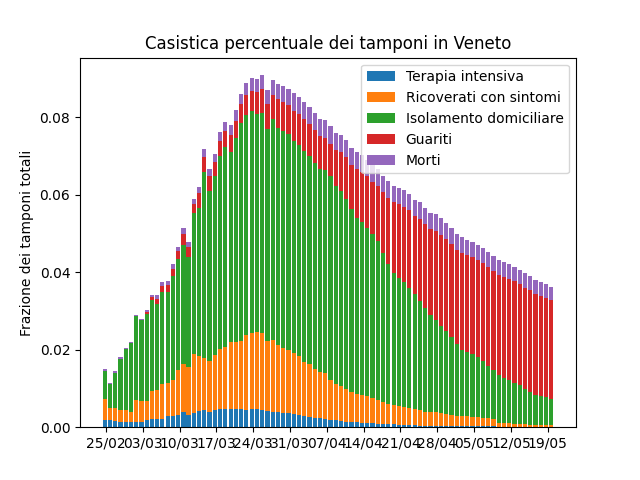 Casistica percentuale dei tamponi in Veneto
Terapia intensiva
Ricoverati con sintomi
Isolamento domiciliare
Guariti
Morti
Frazione dei tamponi totali
0.08
0.06
0.04
0.02
0.00
25/02 03/03 10/03 17/03 24/03 31/03 07/04 14/04 21/04 28/04 05/05 12/05 19/05